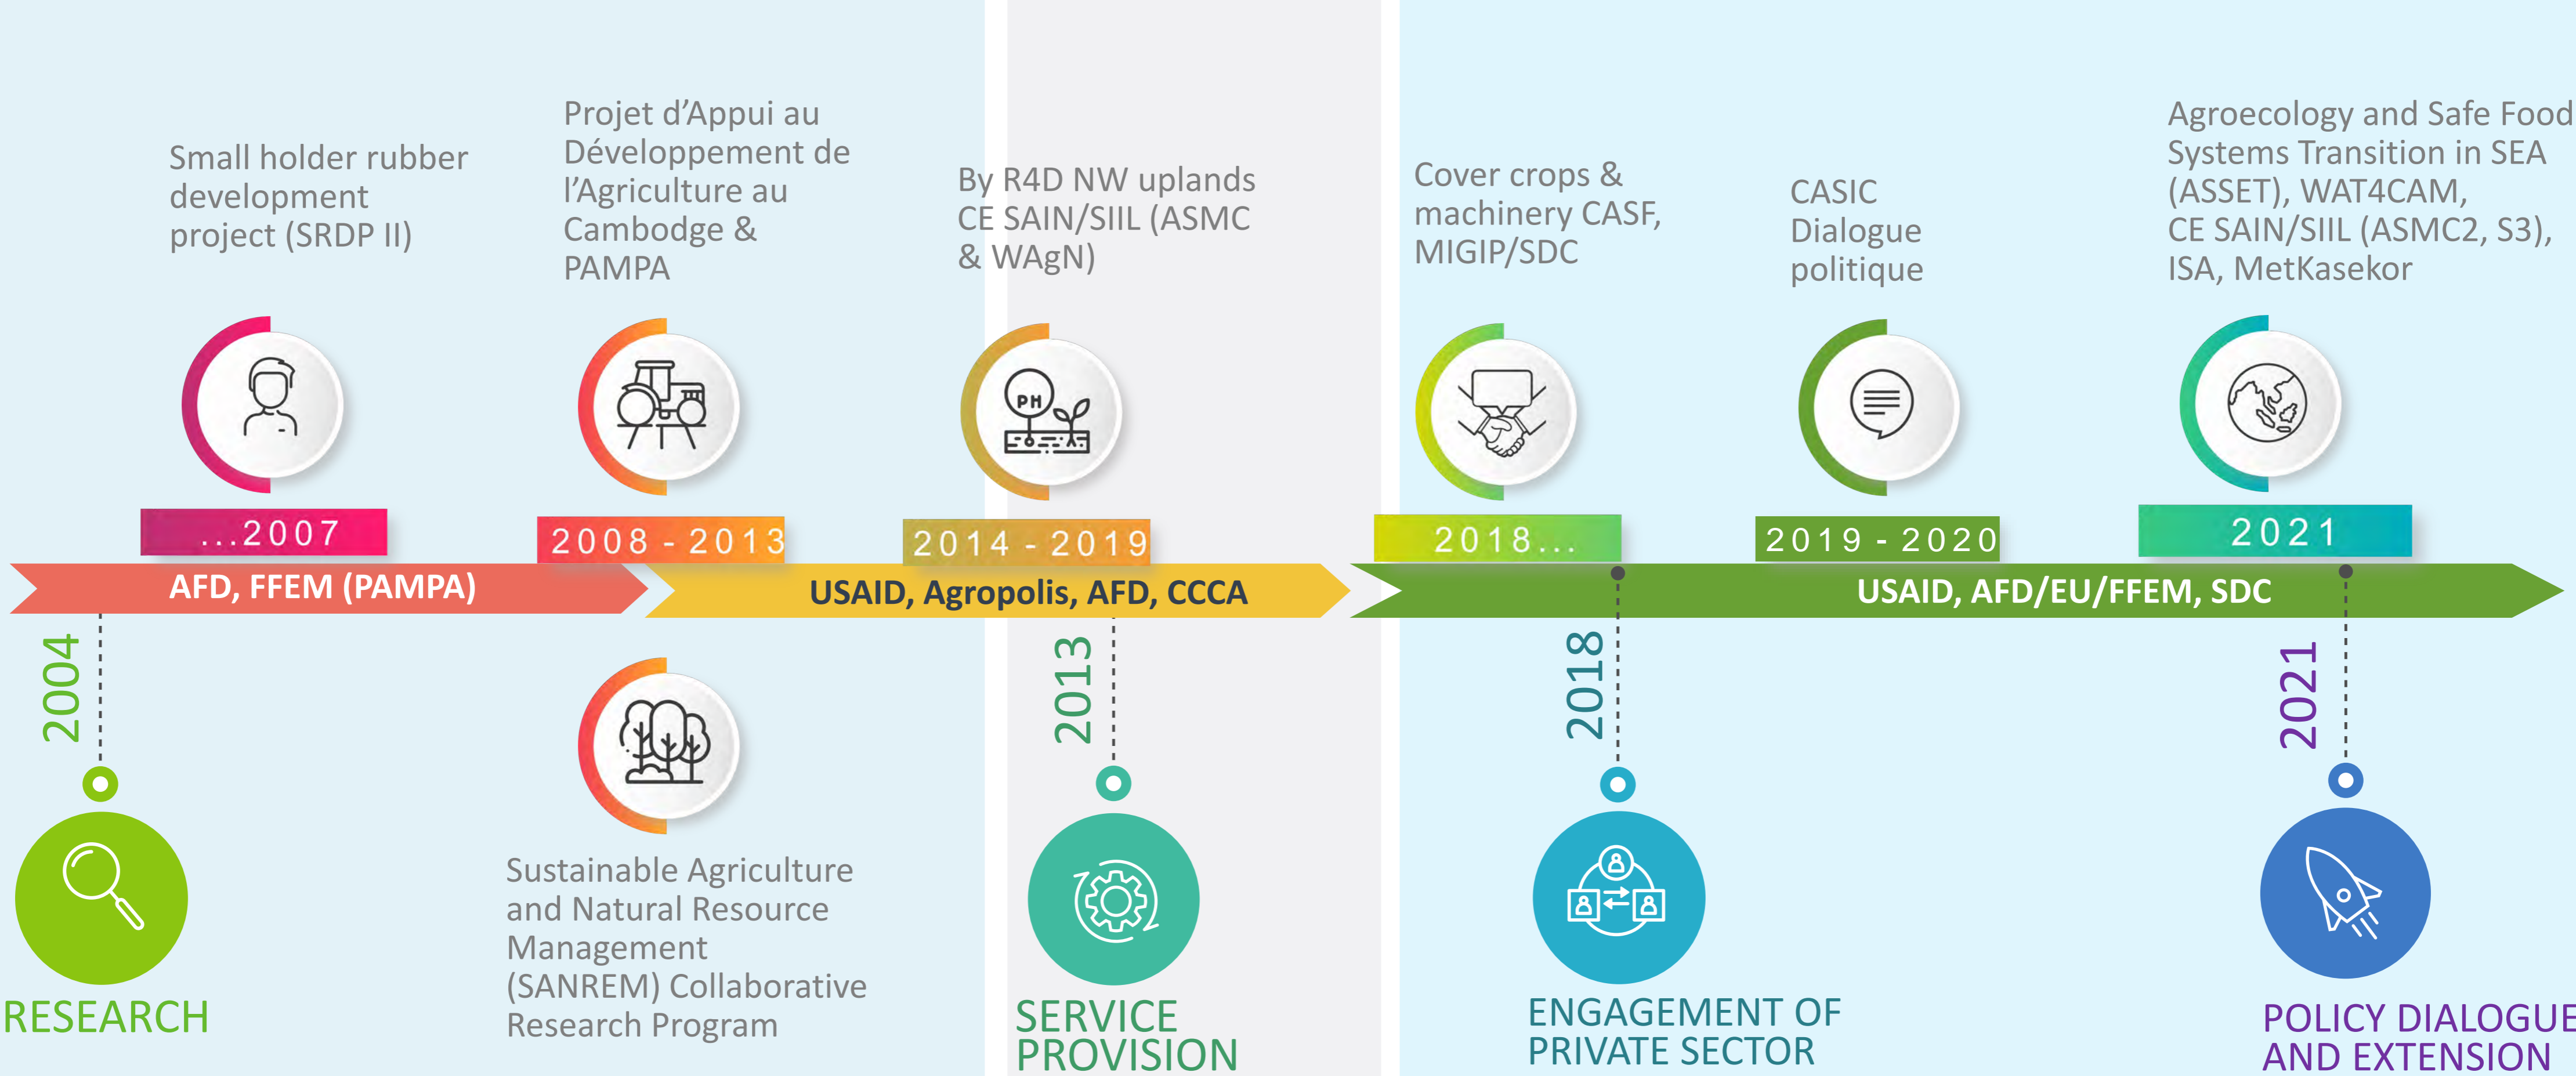 Small holder rubber
development
project (SRDP II)
Projet d’Appui au
Développement de
l’Agriculture au
Cambodge &
PAMPA
By R4D NW uplands
CE SAIN/SIIL (ASMC
& WAgN)
Cover crops &
machinery CASF,
MIGIP/SDC
CASIC
Dialogue
politique
Agroecology and Safe Food
Systems Transition in SEA
(ASSET), WAT4CAM,
CE SAIN/SIIL (ASMC2, S3),
ISA, MetKasekor
PH
...2007
2008 - 2013
2014 - 2019
2018...
2019 - 2020
2021
AFD, FFEM (PAMPA)
USAID, Agropolis, AFD, CCCA
USAID, AFD/EU/FFEM, SDC
2004
2013
2018
2021
RESEARCH
Sustainable Agriculture
and Natural Resource
Management
(SANREM) Collaborative
Research Program
SERVICE
PROVISION
ENGAGEMENT OF
PRIVATE SECTOR
POLICY DIALOGUE
AND EXTENSION